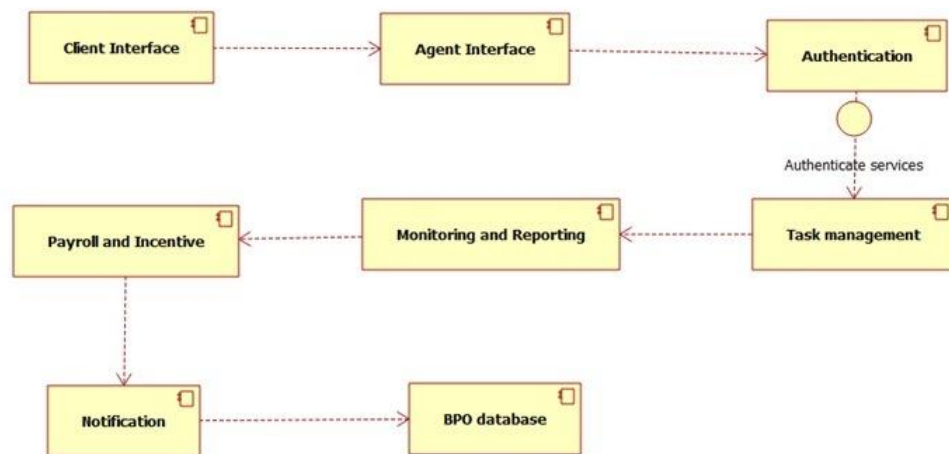 Client Interface
Agent Interface
Authentication
Authenticate services
Payroll and Incentive
Monitoring and Reporting
Task management
Notification
BPO database